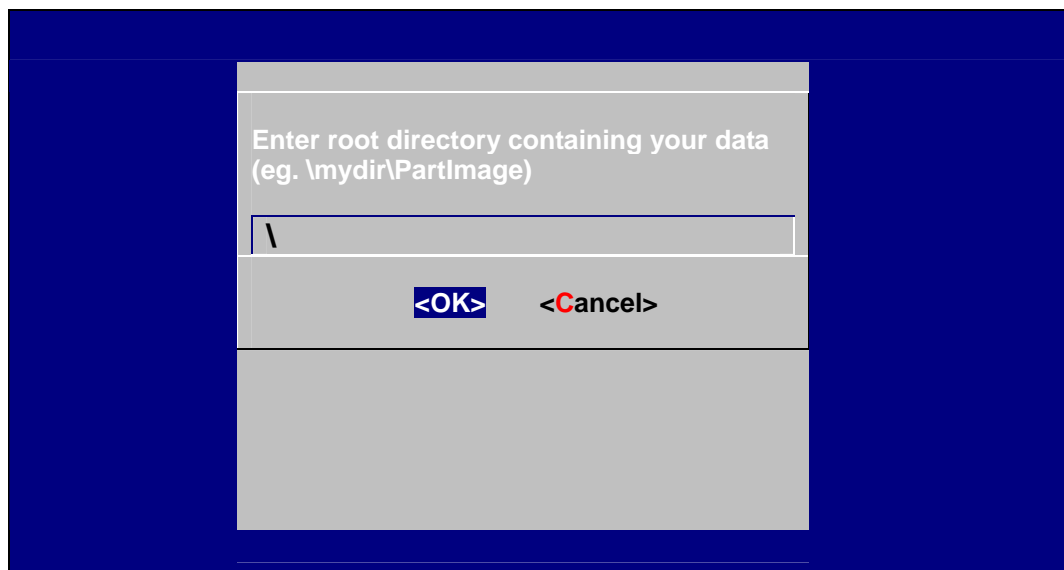 Enter root directory containing your data
(eg. \mydir\PartImage)
\
<OK> <Cancel>